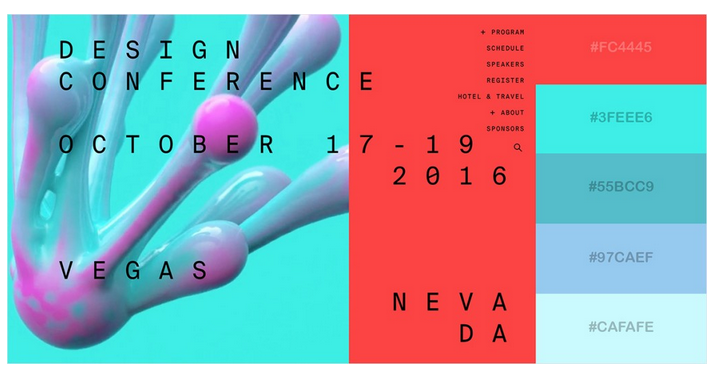 DESIGN
CONFERENCE
OCTOBER 17-19
2016
VEGAS
NEVA
DA
+ PROGRAM
SCHEDULE
SPEAKERS
REGISTER
HOTEL & TRAVEL
+ ABOUT
SPONSORS
#FC4445
#3FEEE6
#55BCC9
#97CAEF
#CAFAFE